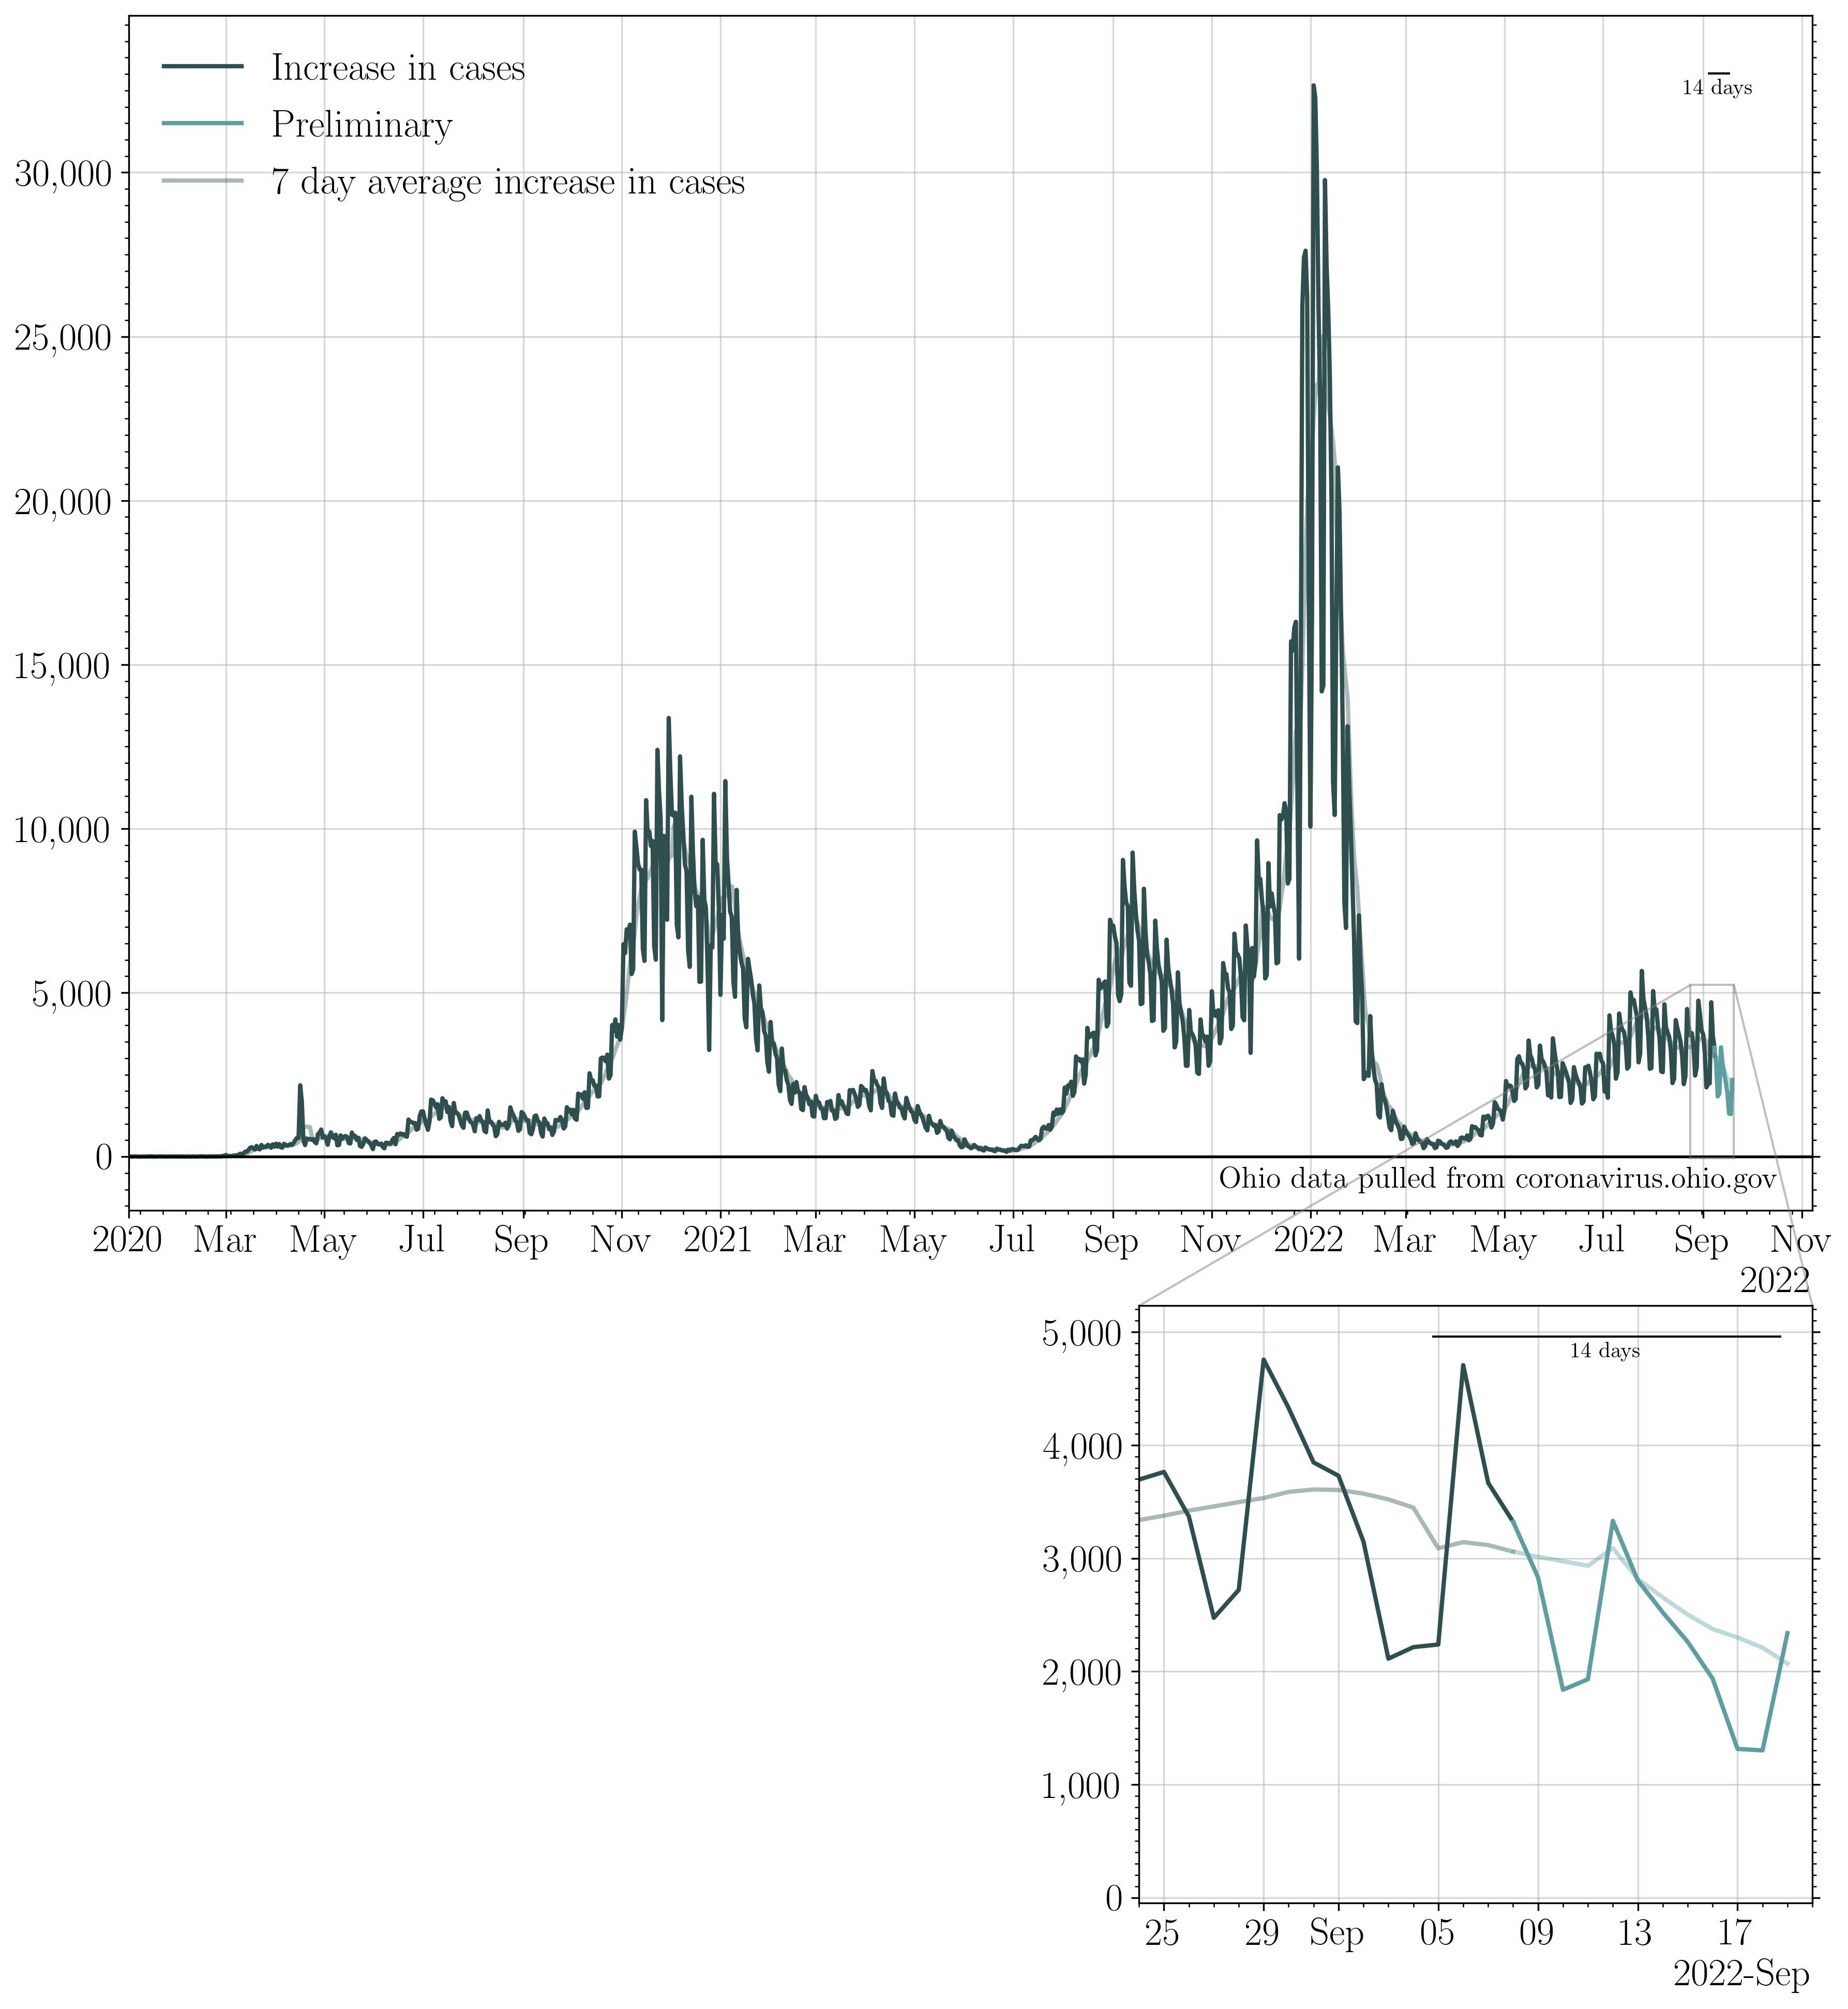 Increase in cases
Preliminary
7 day average increase in cases
14 days
30,000
25,000
20,000
15,000
10,000
5,000
0
Ohio data pulled from coronavirus.ohio.gov
2020 Mar May Jul Sep Nov 2021 Mar May Jul Sep Nov 2022 Mar May Jul Sep Nov
2022
5,000
14 days
4,000
3,000
2,000
1,000
0
25 29 Sep 05 09 13 17
2022-Sep